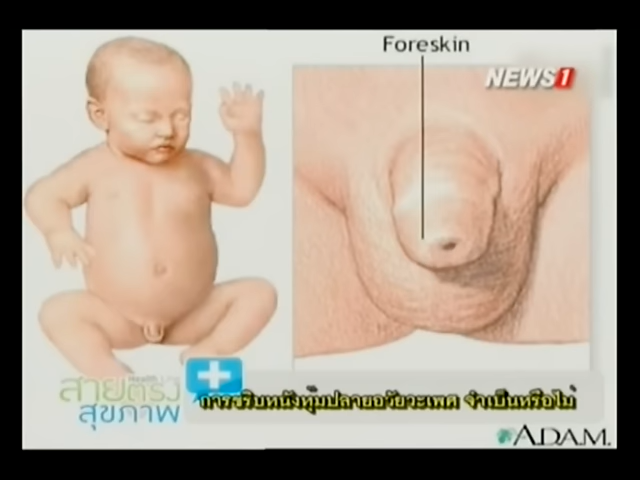 Foreskin
NEWS1
Health
สายตรง
สุขภาพ
การขริบหนังหุ้มปลายอวัยวะเพศ จำเป็นหรือไม่
A.D.A.M.